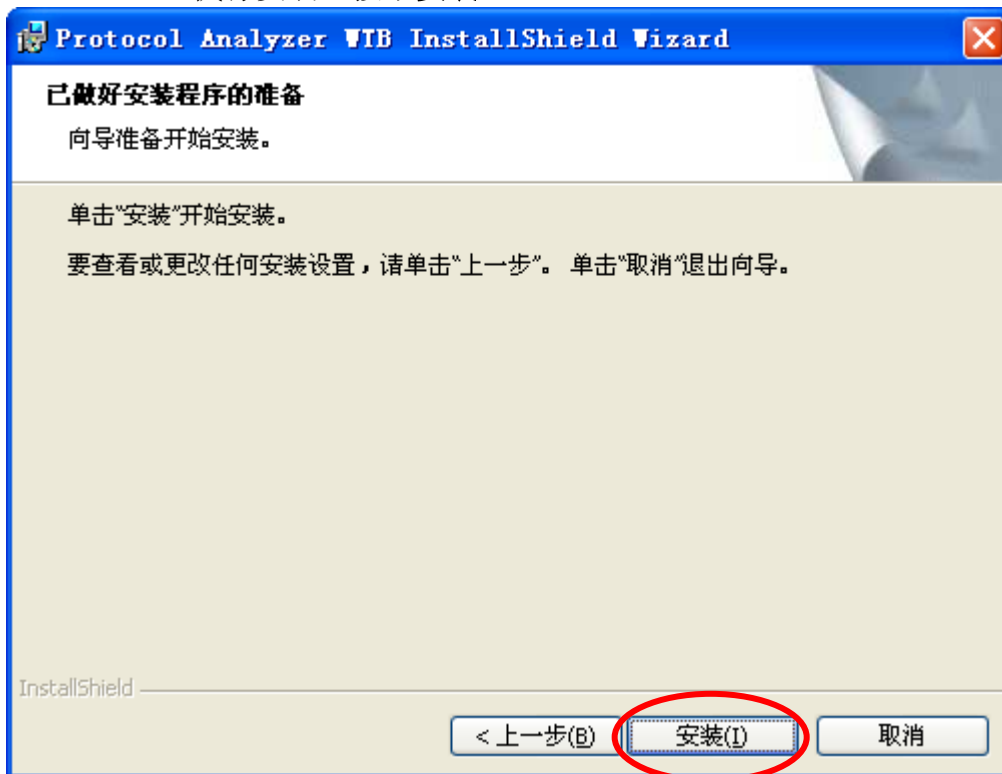 Protocol Analyzer WTB InstallShield Wizard
已做好安装程序的准备
向导准备开始安装。
单击“安装”开始安装。
要查看或更改任何安装设置，请单击“上一步”。 单击“取消”退出向导。
InstallShield
<上一步(B) 安装(I) 取消